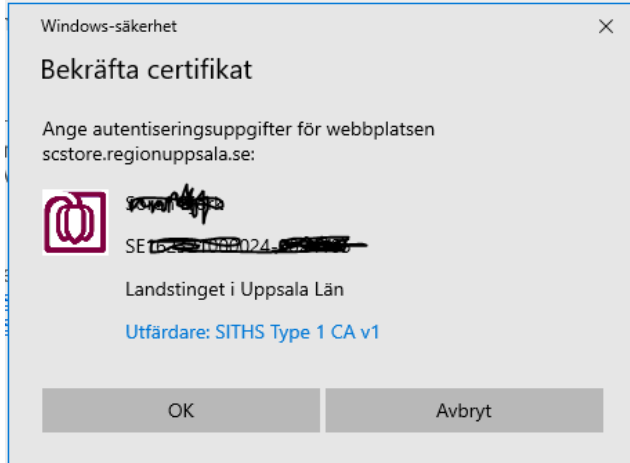 Windows-säkerhet
Bekräfta certifikat
Ange autentiseringsuppgifter för webbplatsen
scstore.regionuppsala.se:
Landstinget i Uppsala Län
Utfärdare: SITHS Type 1 CA v1
OK
Avbryt